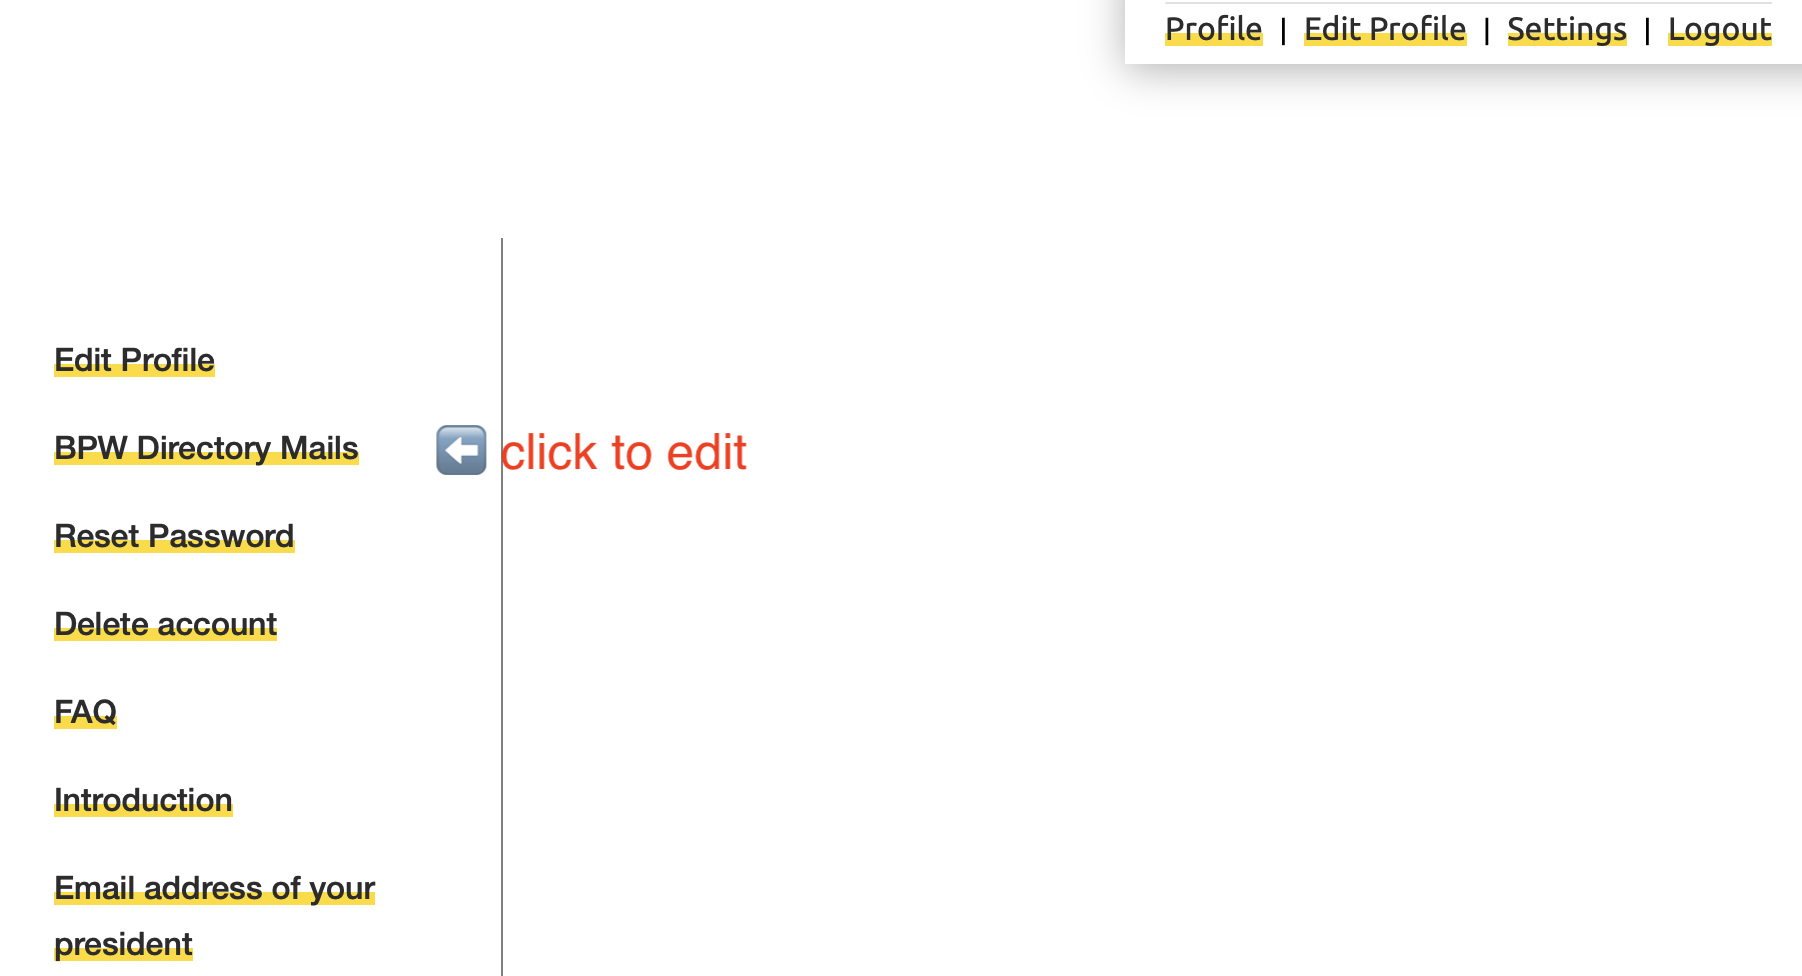 Profile | Edit Profile | Settings | Logout
Edit Profile
BPW Directory Mails
click to edit
Reset Password
Delete account
FAQ
Introduction
Email address of your
president